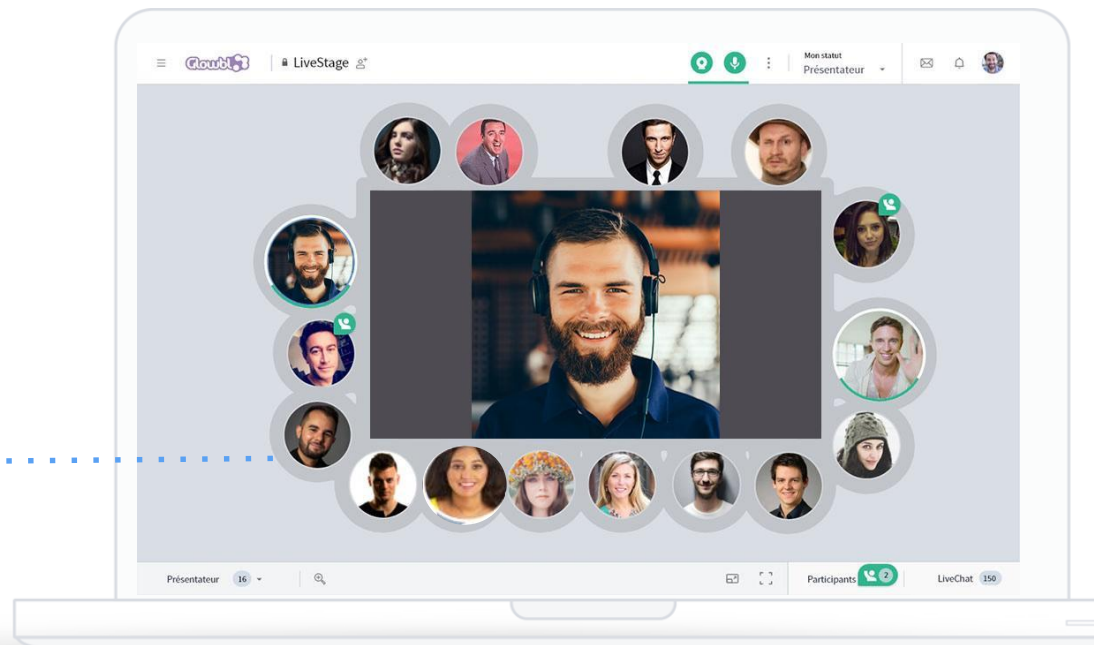 Glowbl
LiveStage
Mon statut
Présentateur
Présentateur 16
Participants 2
LiveChat 150